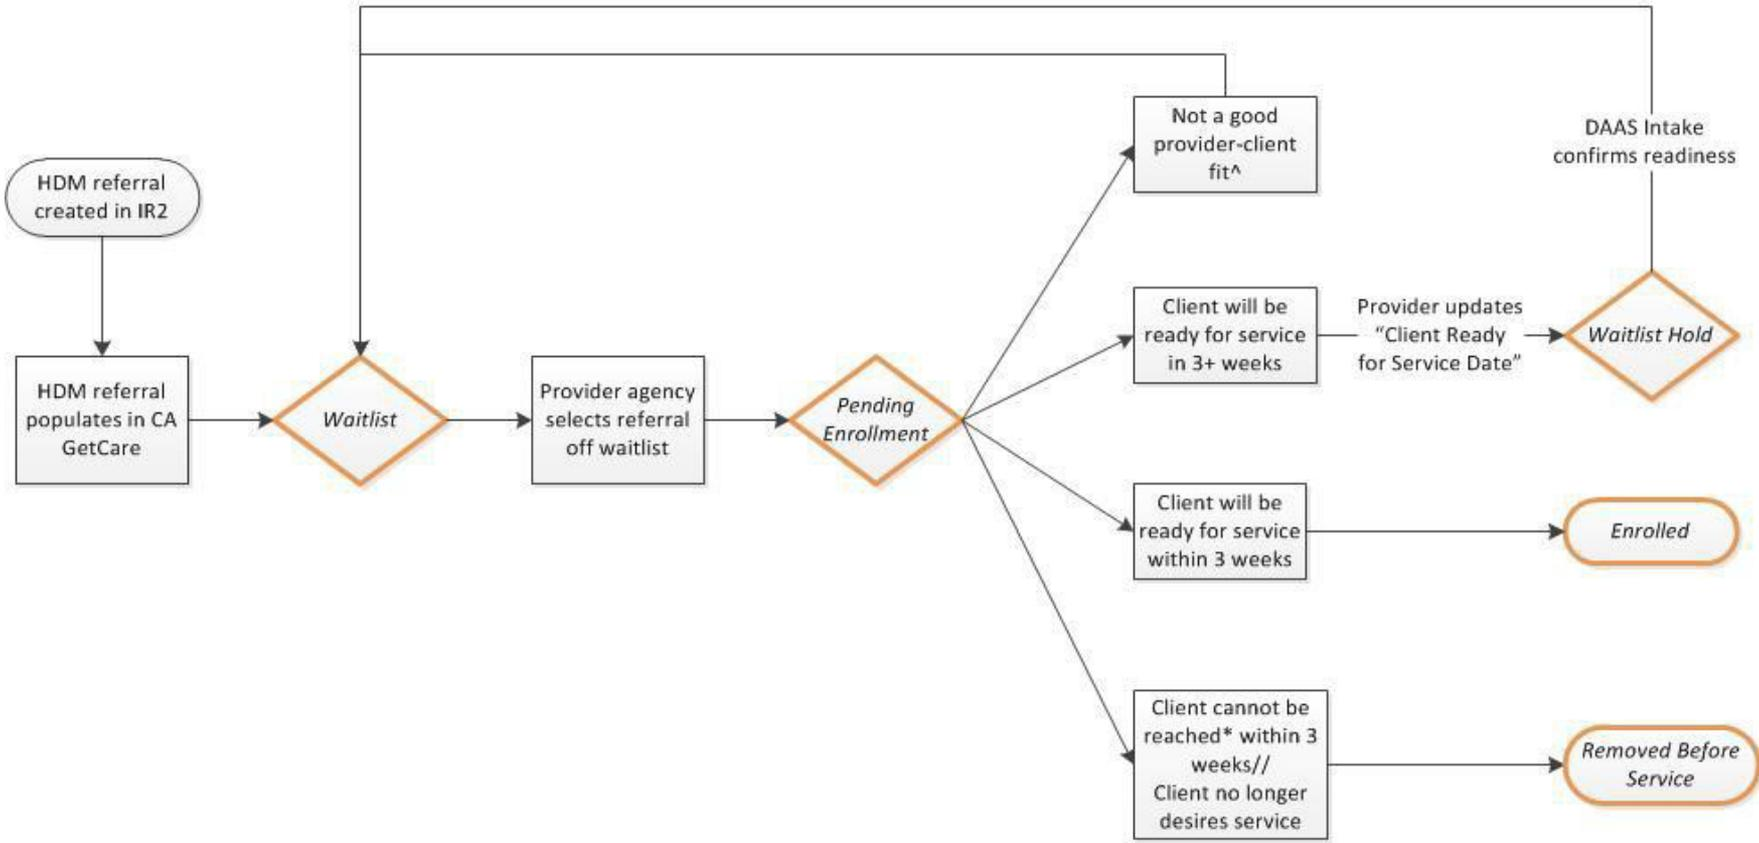 HDM referral
created in IR2
HDM referral
populates in CA
GetCare
Waitlist
Provider agency
selects referral
off waitlist
Pending
Enrollment
Not a good
provider-client
fit^
Client will be
ready for service
in 3+ weeks
Provider updates
“Client Ready
for Service Date”
Waitlist Hold
DAAS Intake
confirms readiness
Client will be
ready for service
within 3 weeks
Enrolled
Client cannot be
reached* within 3
weeks//
Client no longer
desires service
Removed Before
Service